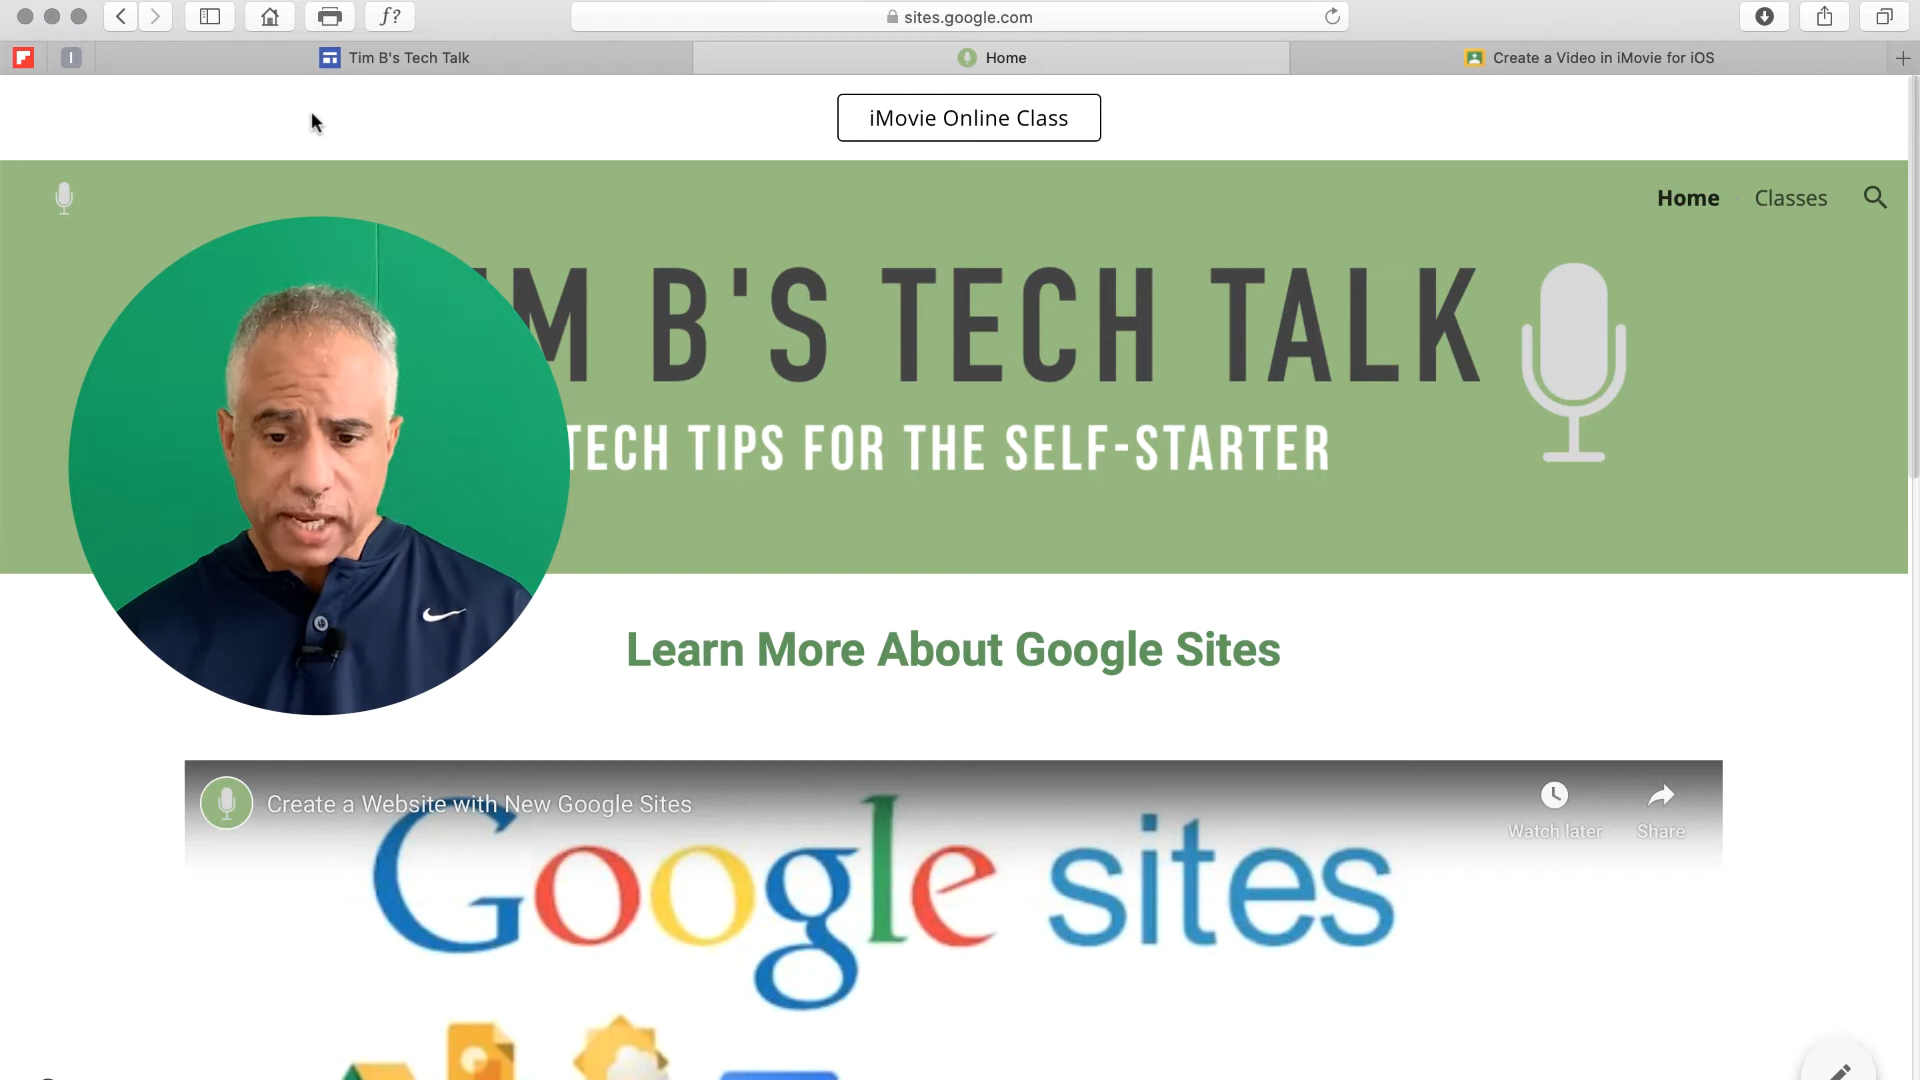 f?
sites.google.com
I
Tim B's Tech Talk
Home
Create a Video in iMovie for iOS
iMovie Online Class
Home
Classes
M B'S TECH TALK
TECH TIPS FOR THE SELF-STARTER
Learn More About Google Sites
Create a Website with New Google Sites
Watch later
Share
Google sites